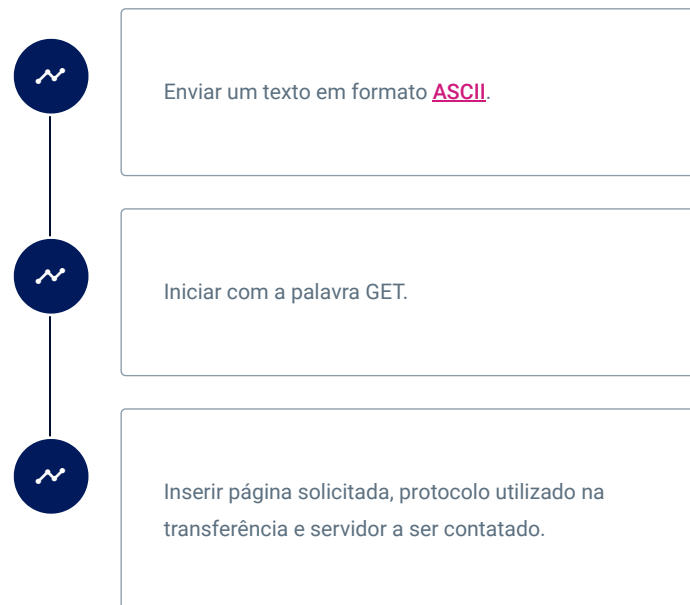 Enviar um texto em formato ASCII.
Iniciar com a palavra GET.
Inserir página solicitada, protocolo utilizado na
transferência e servidor a ser contatado.